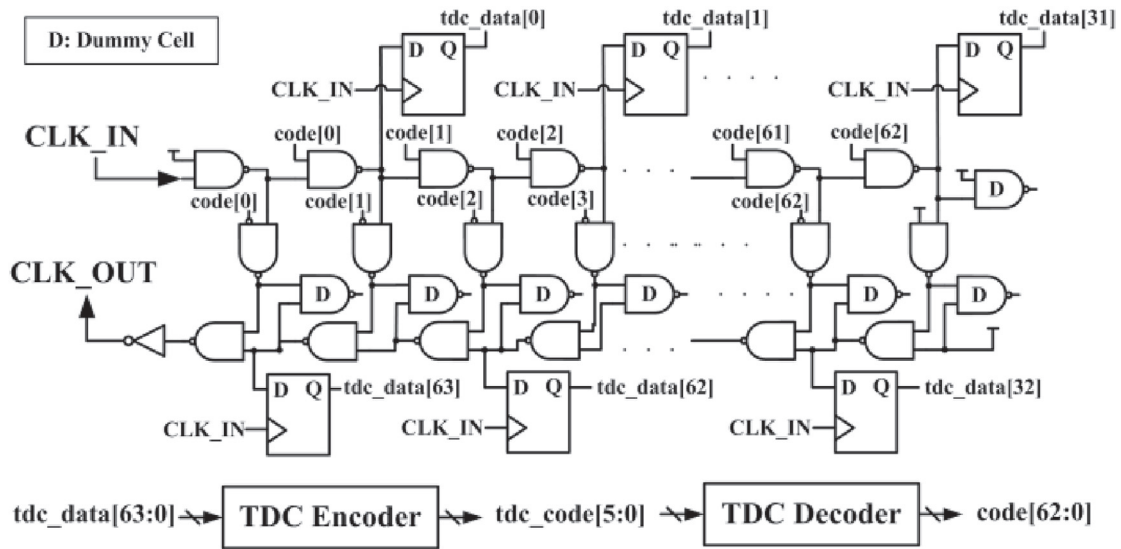 D: Dummy Cell
tdc_data[0]
tdc_data[1]
tdc_data[31]
D Q
D Q
D Q
CLK_IN
CLK_IN
CLK_IN
CLK_IN
code[0]
code[1]
code[2]
code[61]
code[62]
D
code[0]
code[1]
code[2]
code[3]
code[62]
CLK_OUT
D
D
D
D
D
D
D Q
tdc_data[63]
D Q
tdc_data[62]
D Q
tdc_data[32]
CLK_IN
CLK_IN
CLK_IN
tdc_data[63:0]
TDC Encoder
tdc_code[5:0]
TDC Decoder
code[62:0]